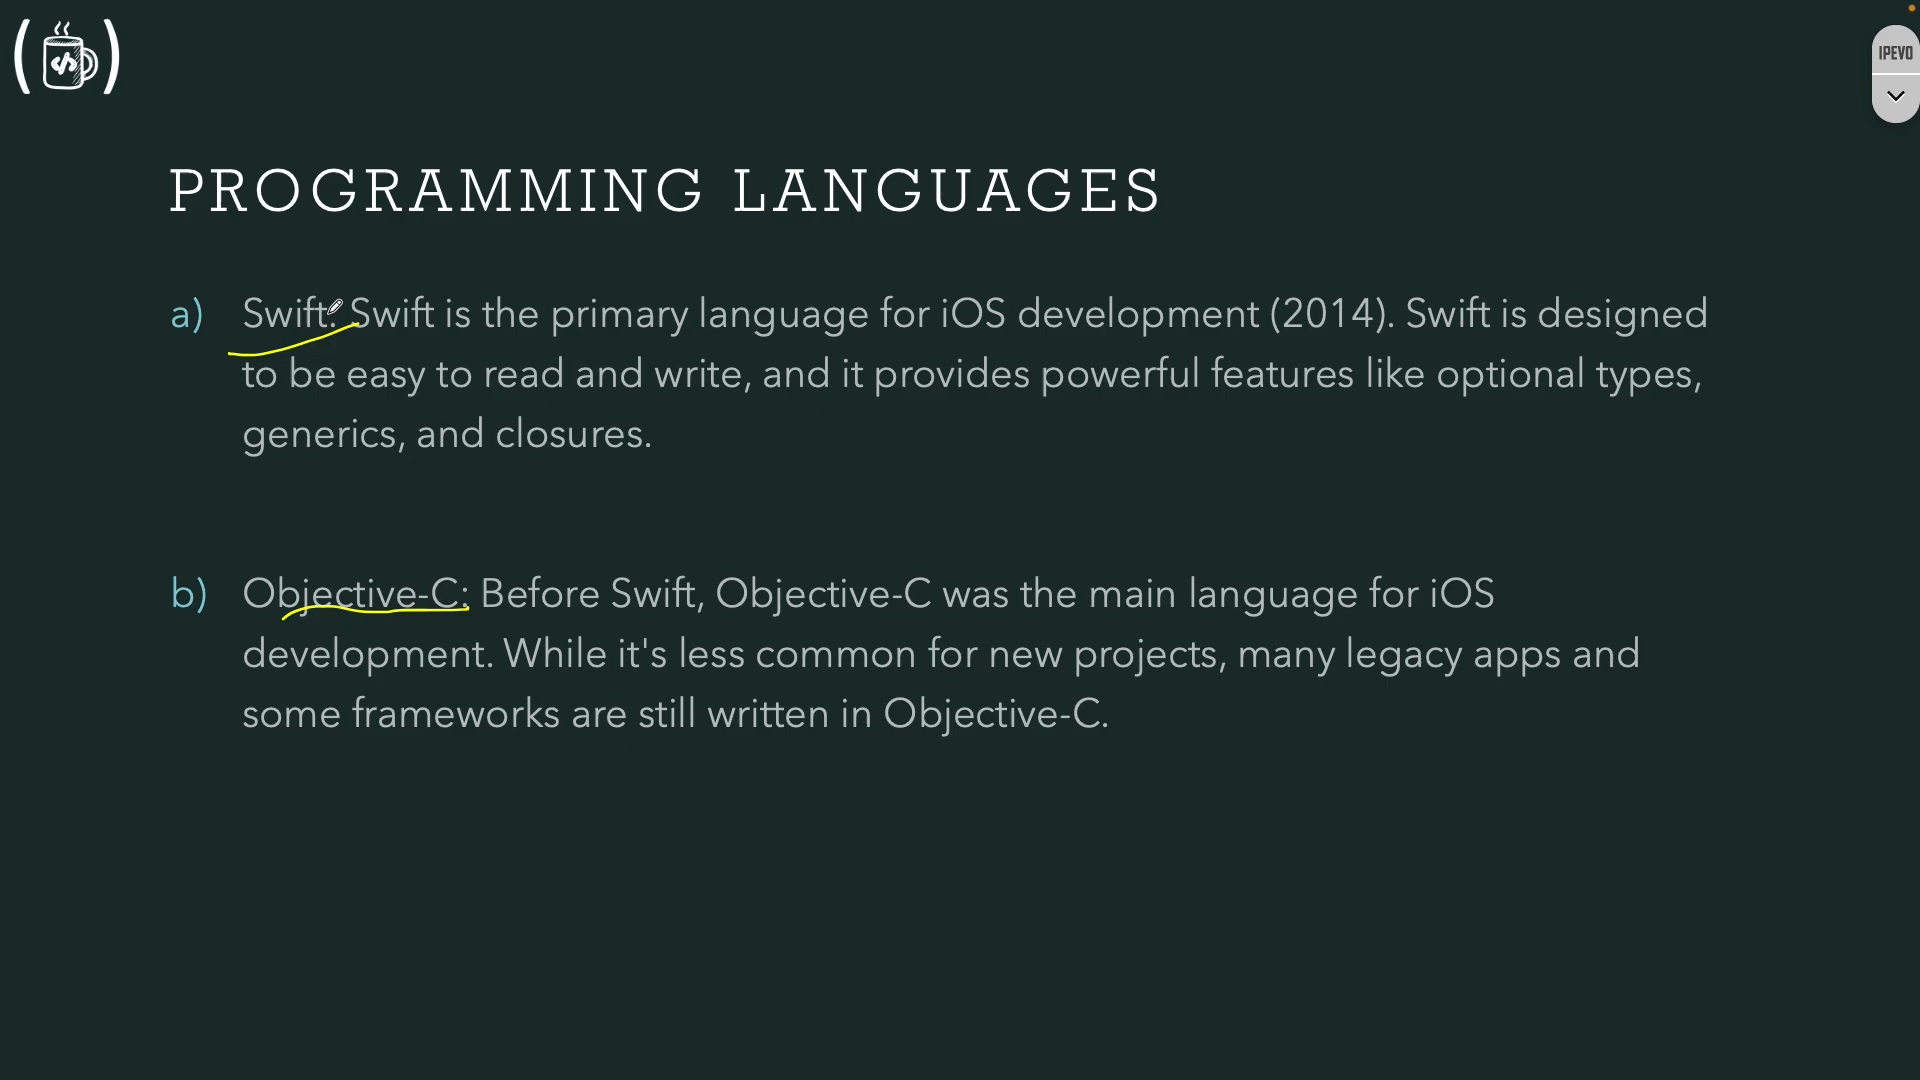 </>
IPEVO
PROGRAMMING LANGUAGES
a) Swift: Swift is the primary language for iOS development (2014). Swift is designed
to be easy to read and write, and it provides powerful features like optional types,
generics, and closures.
b) Objective-C: Before Swift, Objective-C was the main language for iOS
development. While it's less common for new projects, many legacy apps and
some frameworks are still written in Objective-C.